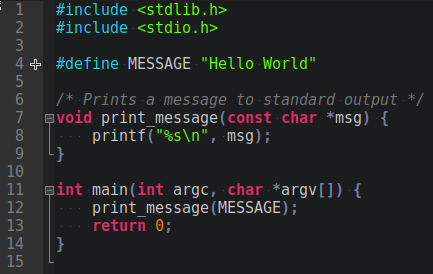 1 #include <stdlib.h>
2 #include <stdio.h>
3
4 #define MESSAGE "Hello World"
5
6 /* Prints a message to standard output */
7 void print_message(const char *msg) {
8     printf("%s\n", msg);
9 }
10
11 int main(int argc, char *argv[]) {
12     print_message(MESSAGE);
13     return 0;
14 }
15